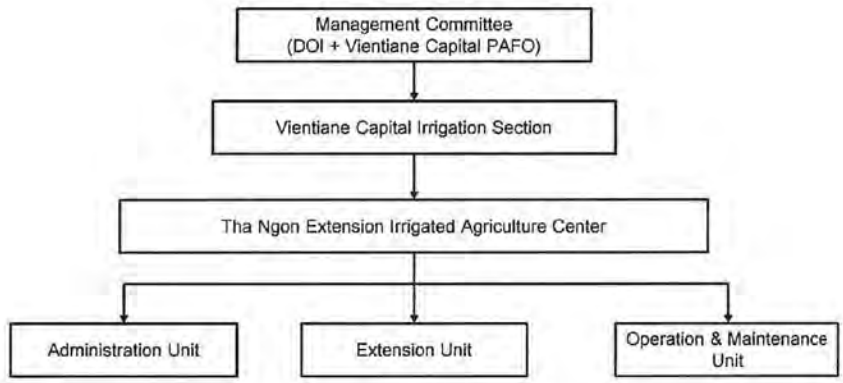 Management Committee
(DOI + Vientiane Capital PAFO)
Vientiane Capital Irrigation Section
Tha Ngon Extension Irrigated Agriculture Center
Administration Unit
Extension Unit
Operation & Maintenance
Unit